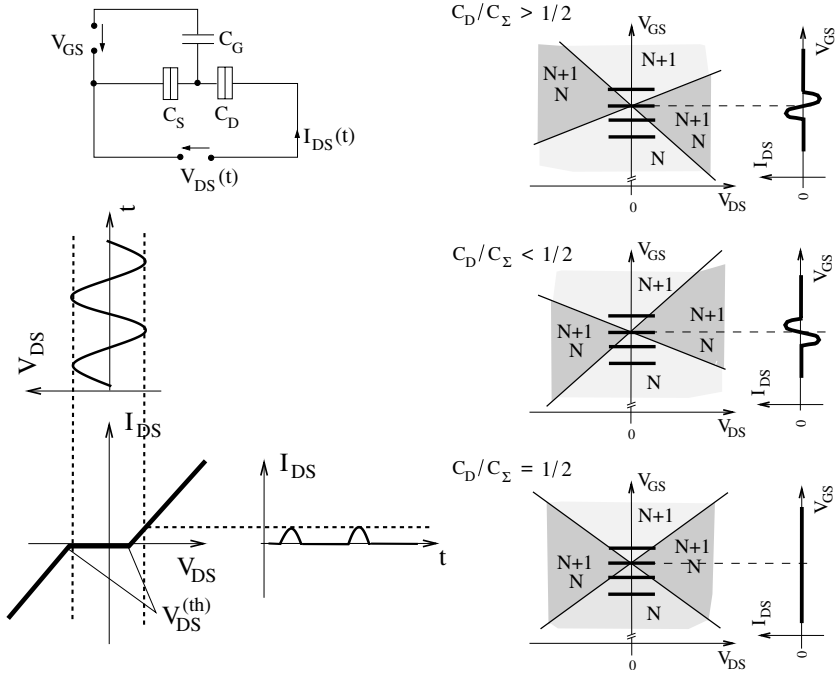 V_GS
C_G
C_S
C_D
I_DS(t)
V_DS(t)
t
V_DS
I_DS
V_DS
V_DS^(th)
I_DS
t
C_D/C_Σ > 1/2
V_GS
N+1
N+1
N
N+1
N
N
V_DS
0
V_GS
I_DS
0
C_D/C_Σ < 1/2
V_GS
N+1
N+1
N
N+1
N
N
V_DS
0
V_GS
I_DS
0
C_D/C_Σ = 1/2
V_GS
N+1
N+1
N
N+1
N
N
V_DS
0
V_GS
I_DS
0